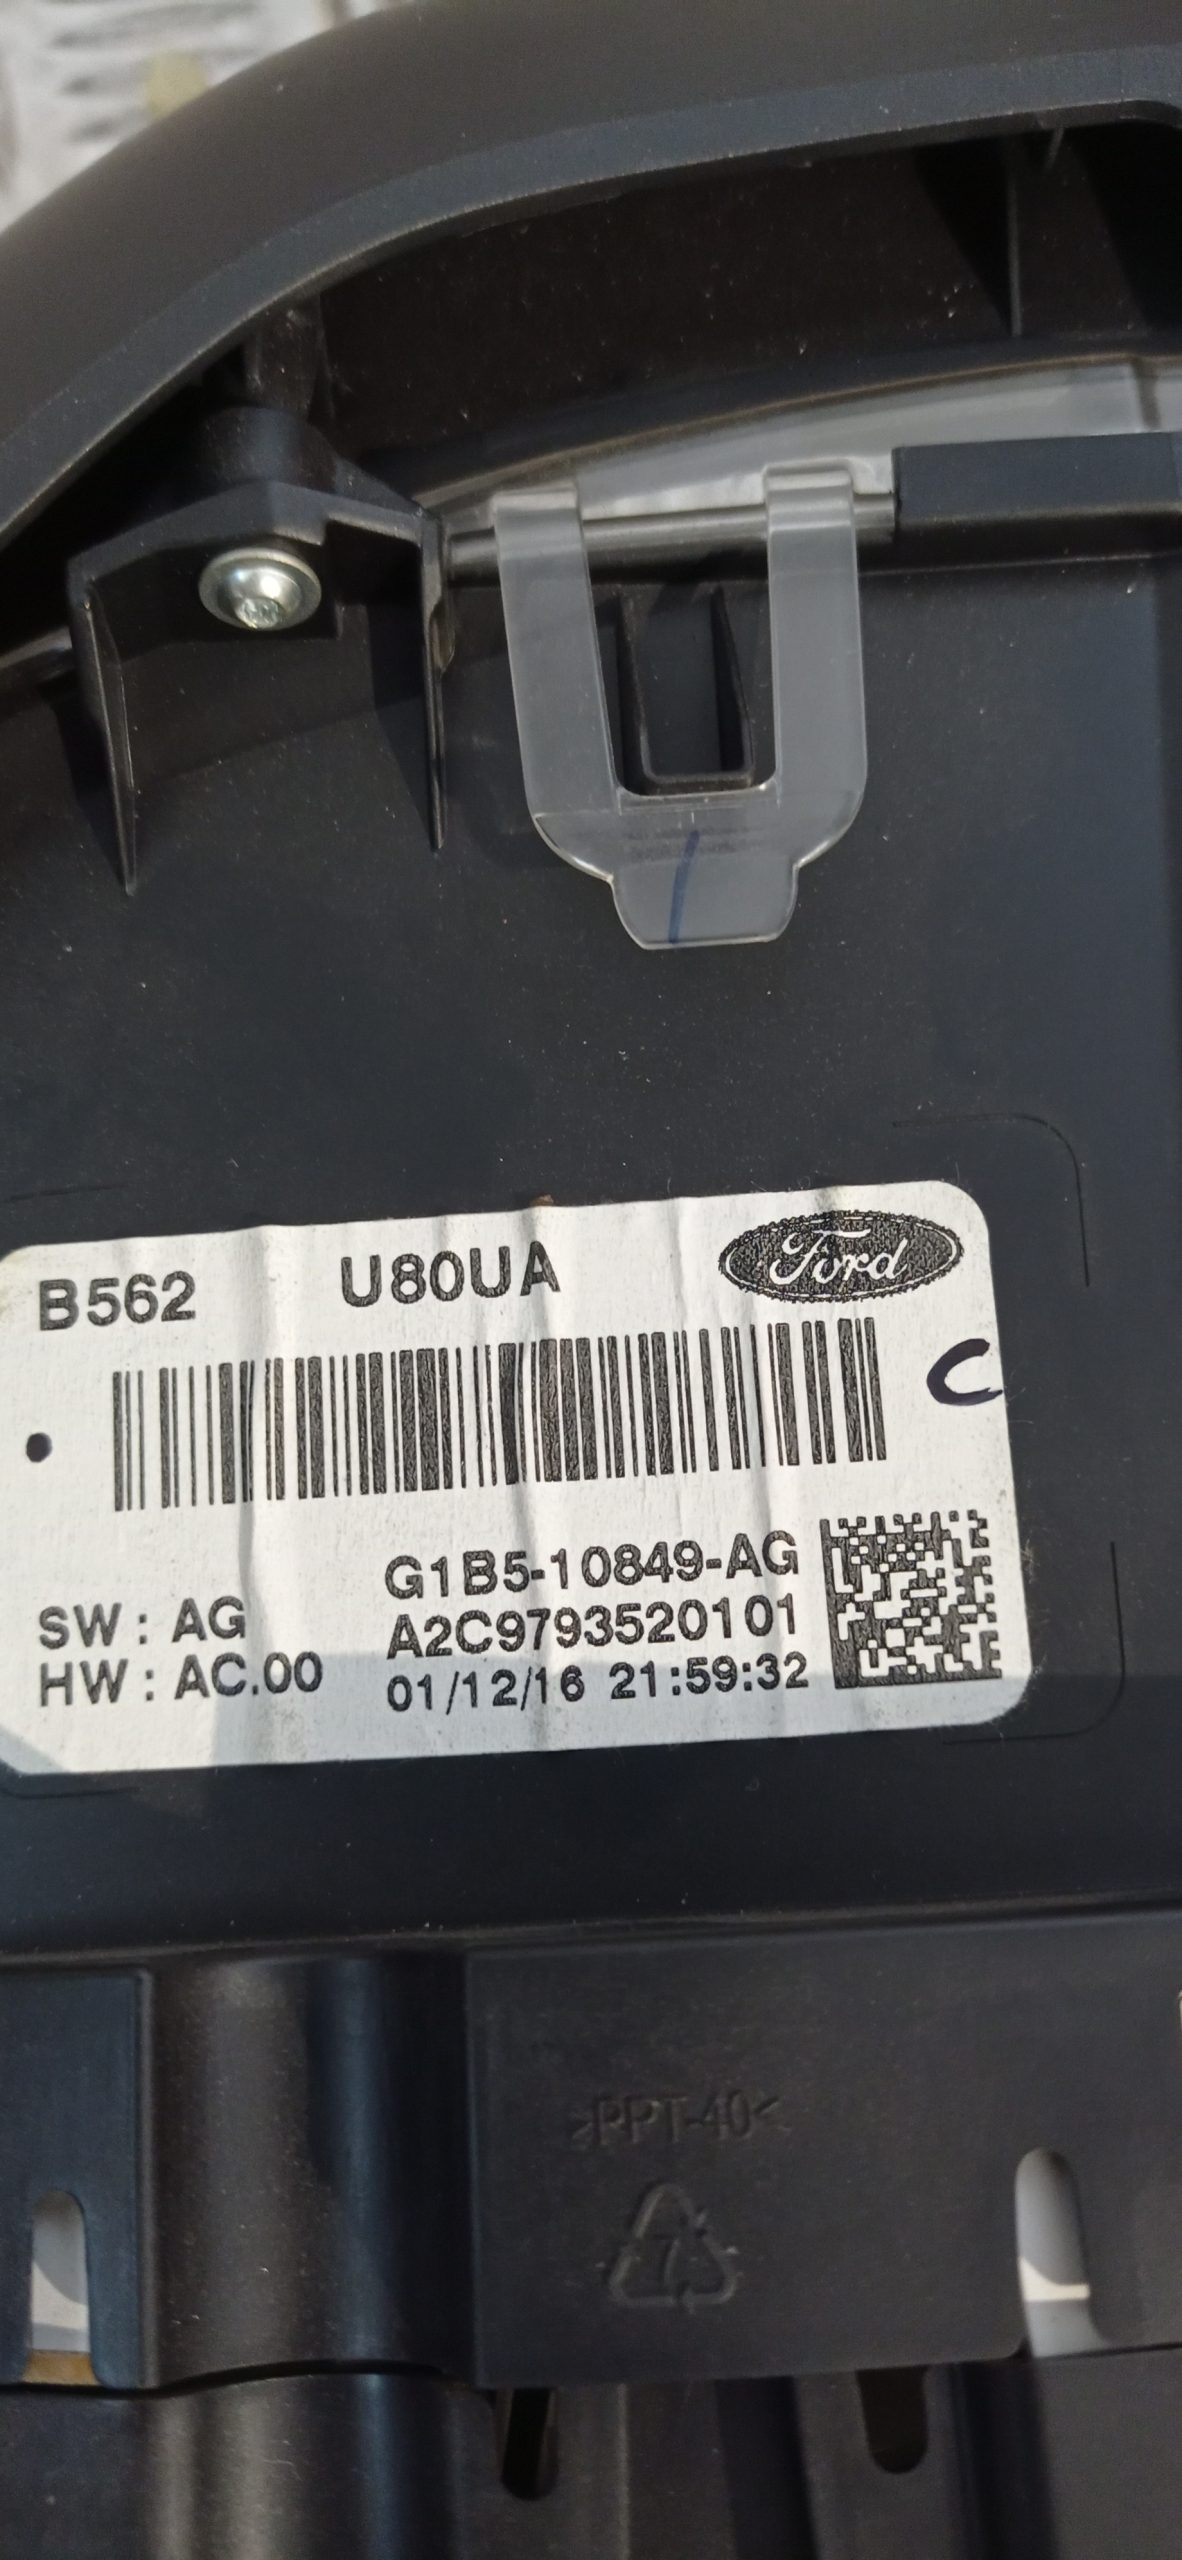 B562 U80UA Ford
C
G1B5-10849-AG
SW : AG A2C9793520101
HW : AC.00 01/12/16 21:59:32
>PPT-40<
7